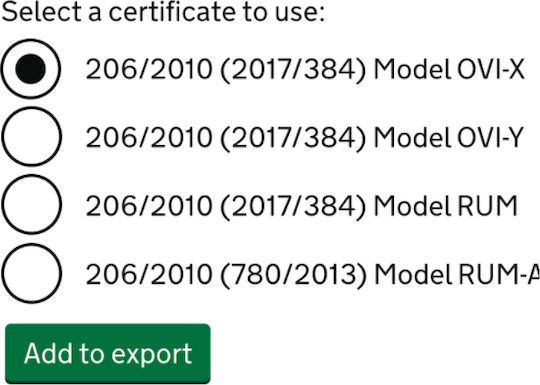 Select a certificate to use:
206/2010 (2017/384) Model OVI-X
206/2010 (2017/384) Model OVI-Y
206/2010 (2017/384) Model RUM
206/2010 (780/2013) Model RUM-A
Add to export